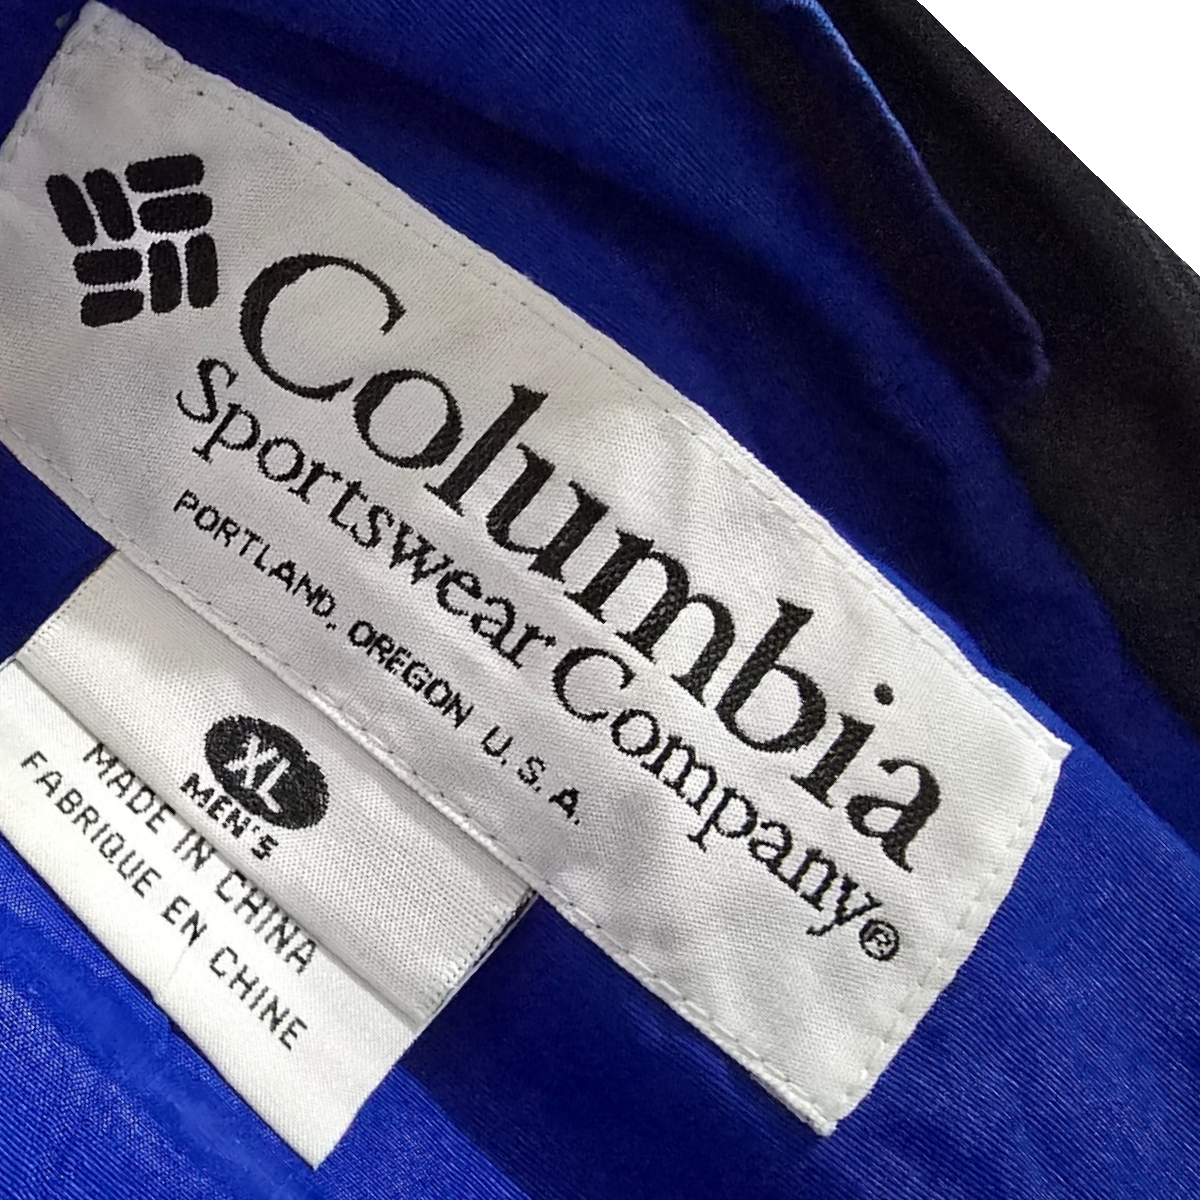 Columbia
Sportswear Company®
PORTLAND, OREGON U.S.A.
XL
MEN'S
MADE IN CHINA
FABRIQUE EN CHINE